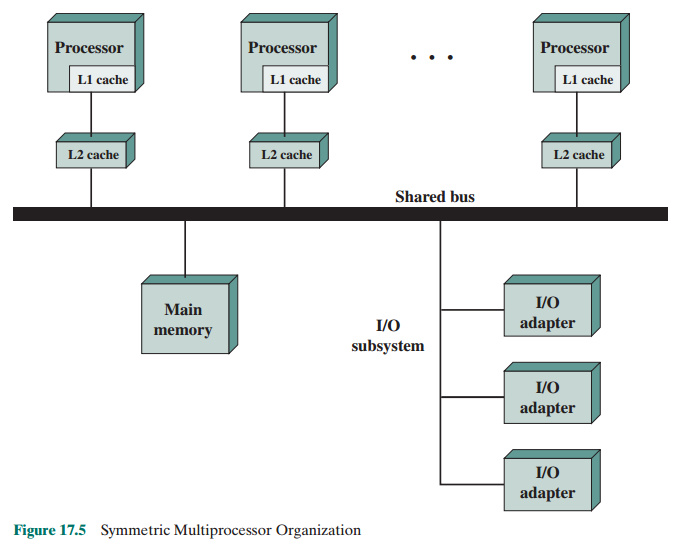 Processor
L1 cache
Processor
L1 cache
. . .
Processor
L1 cache
L2 cache
L2 cache
L2 cache
Shared bus
Main
memory
I/O
subsystem
I/O
adapter
I/O
adapter
I/O
adapter
Figure 17.5 Symmetric Multiprocessor Organization